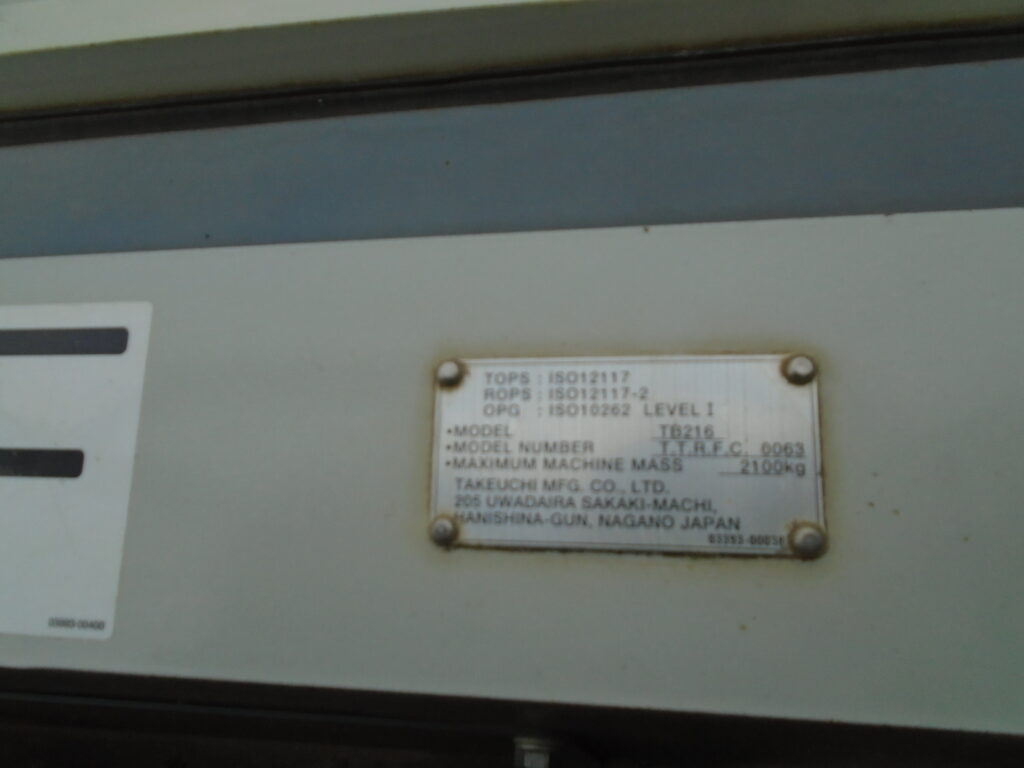 TOPS : ISO12117
ROPS : ISO12117-2
OPG : ISO10262 LEVEL I
•MODEL TB216
•MODEL NUMBER T.T.R.F.C. 0063
•MAXIMUM MACHINE MASS 2100kg
TAKEUCHI MFG. CO., LTD.
205 UWADAIRA SAKAKI-MACHI,
HANISHINA-GUN, NAGANO JAPAN